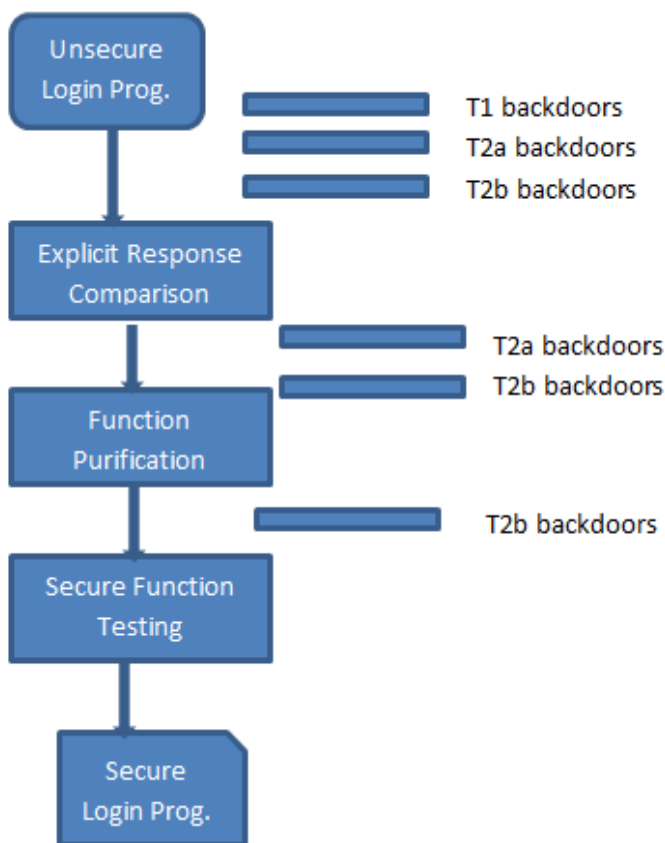 Unsecure
Login Prog.
T1 backdoors
T2a backdoors
T2b backdoors
Explicit Response
Comparison
T2a backdoors
T2b backdoors
Function
Purification
T2b backdoors
Secure Function
Testing
Secure
Login Prog.